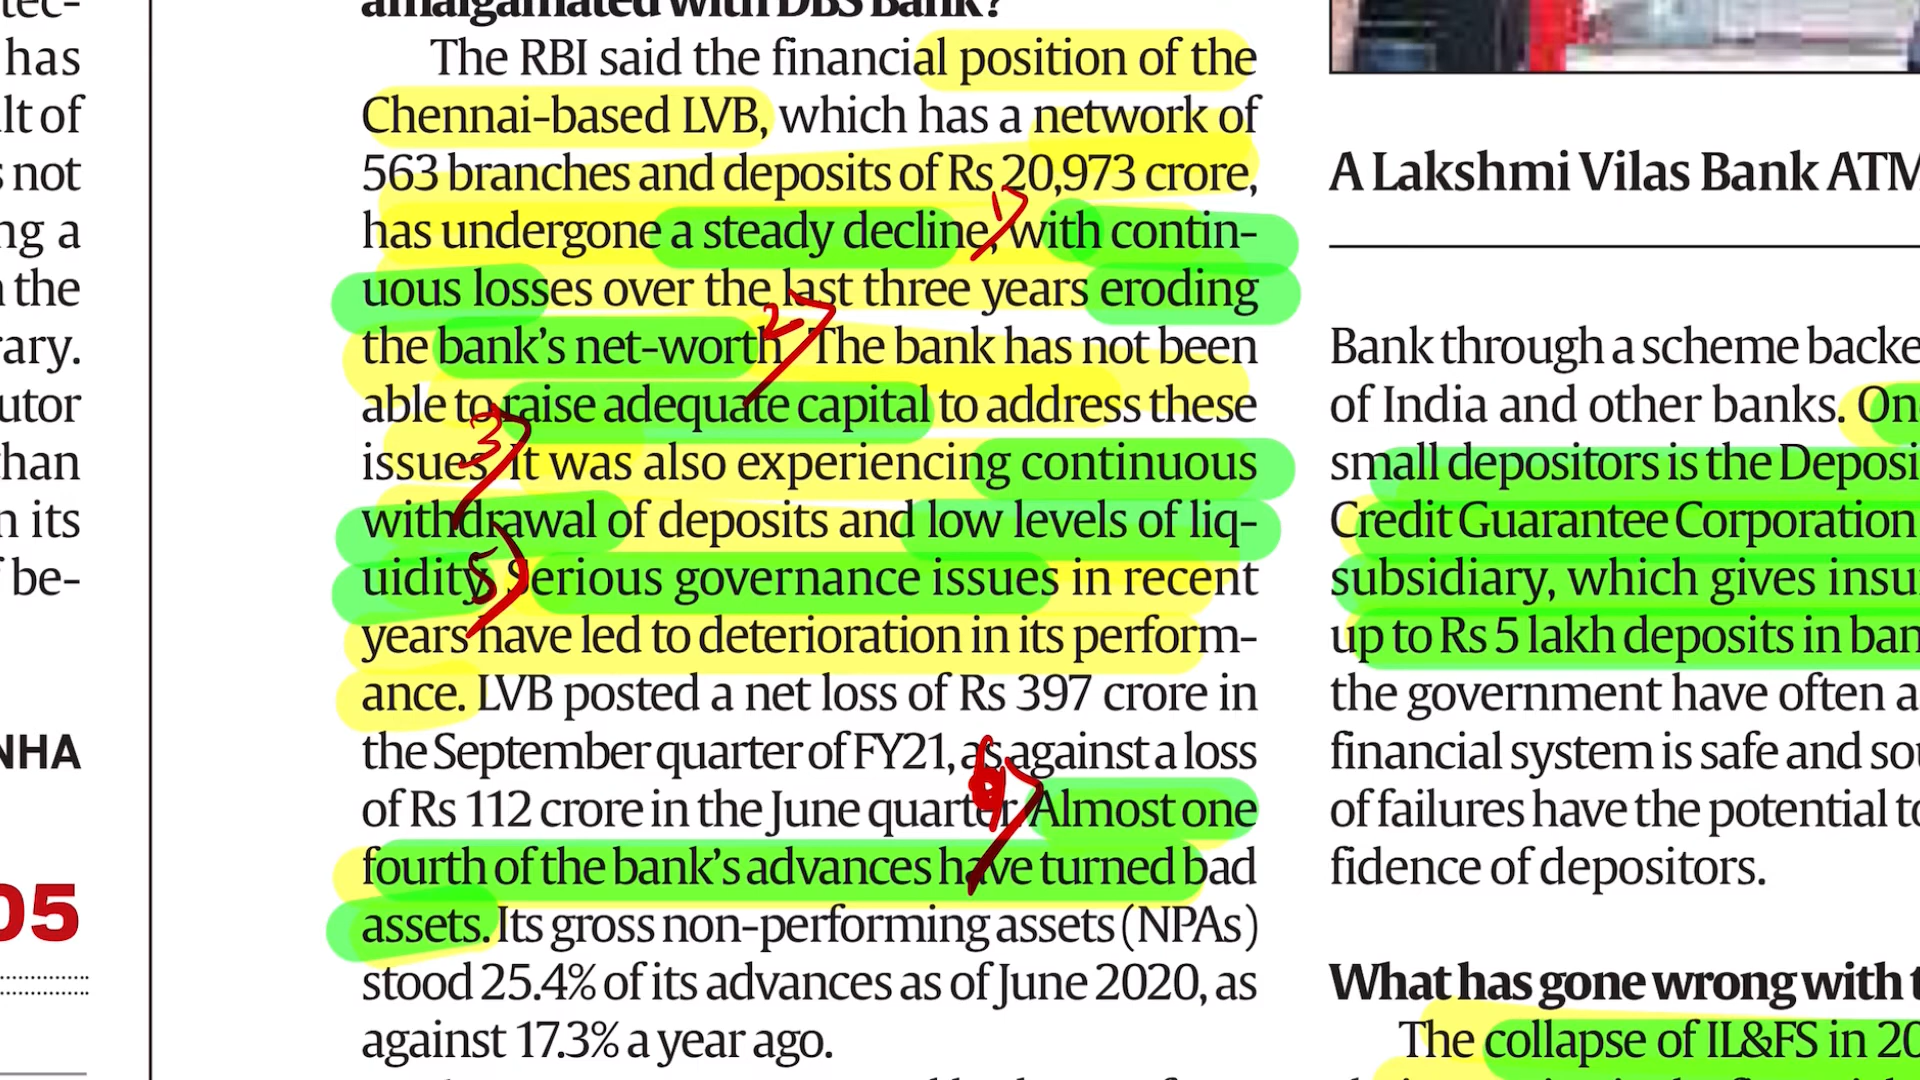 tec-
has
lt of
s not
ng a
n the
rary.
utor
han
n its
f be-
NHA
05
amalgamated with DBS Bank?
The RBI said the financial position of the
Chennai-based LVB, which has a network of
563 branches and deposits of Rs 20,973 crore,
has undergone a steady decline, with contin-
uous losses over the last three years eroding
the bank's net-worth. The bank has not been
able to raise adequate capital to address these
issues. It was also experiencing continuous
withdrawal of deposits and low levels of liq-
uidity. Serious governance issues in recent
years have led to deterioration in its perform-
ance. LVB posted a net loss of Rs 397 crore in
the September quarter of FY21, as against a loss
of Rs 112 crore in the June quarter. Almost one
fourth of the bank's advances have turned bad
assets. Its gross non-performing assets (NPAs)
stood 25.4% of its advances as of June 2020, as
against 17.3% a year ago.
1
2
3
5
6
A Lakshmi Vilas Bank ATM
Bank through a scheme backe
of India and other banks. On
small depositors is the Deposi
Credit Guarantee Corporation
subsidiary, which gives insu
up to Rs 5 lakh deposits in ban
the government have often a
financial system is safe and sou
of failures have the potential to
fidence of depositors.
What has gone wrong with t
The collapse of IL&FS in 20